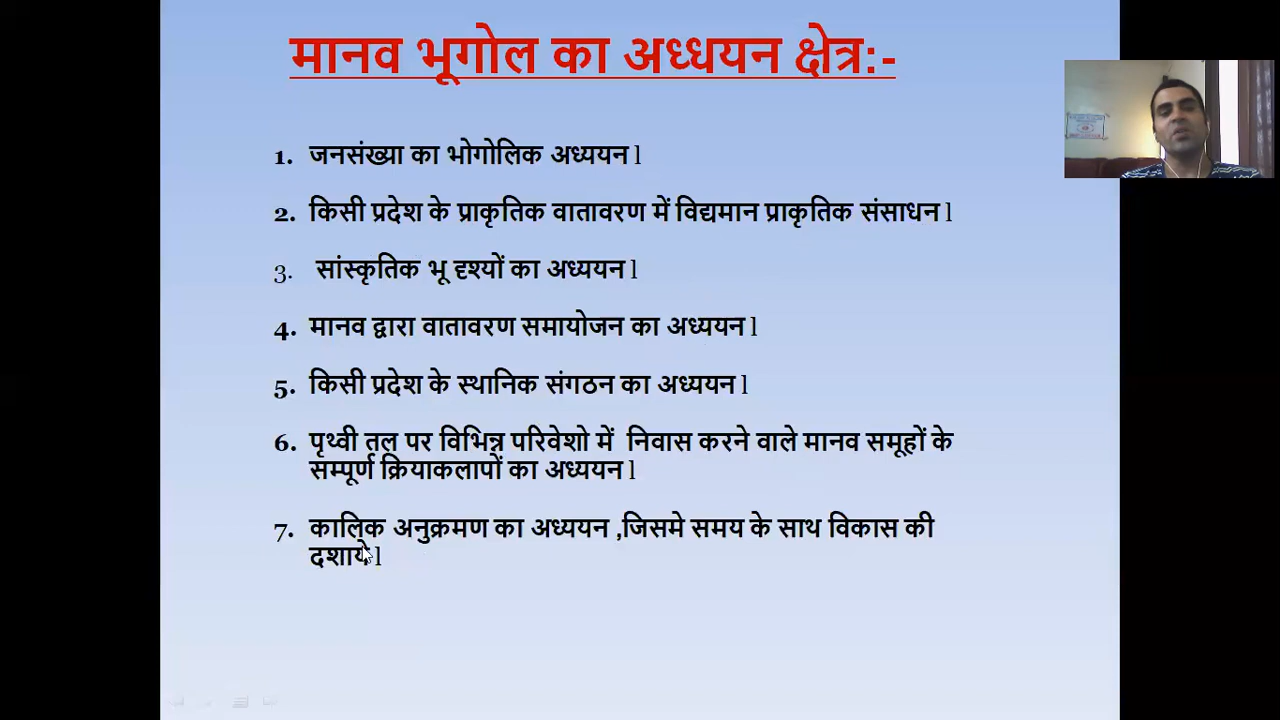 मानव भूगोल का अध्धयन क्षेत्र:-
1. जनसंख्या का भोगोलिक अध्ययन l
2. किसी प्रदेश के प्राकृतिक वातावरण में विद्यमान प्राकृतिक संसाधन l
3. सांस्कृतिक भू दृश्यों का अध्ययन l
4. मानव द्वारा वातावरण समायोजन का अध्ययन l
5. किसी प्रदेश के स्थानिक संगठन का अध्ययन l
6. पृथ्वी तल पर विभिन्न परिवेशो में निवास करने वाले मानव समूहों के
सम्पूर्ण क्रियाकलापों का अध्ययन l
7. कालिक अनुक्रमण का अध्ययन ,जिसमे समय के साथ विकास की
दशाये l